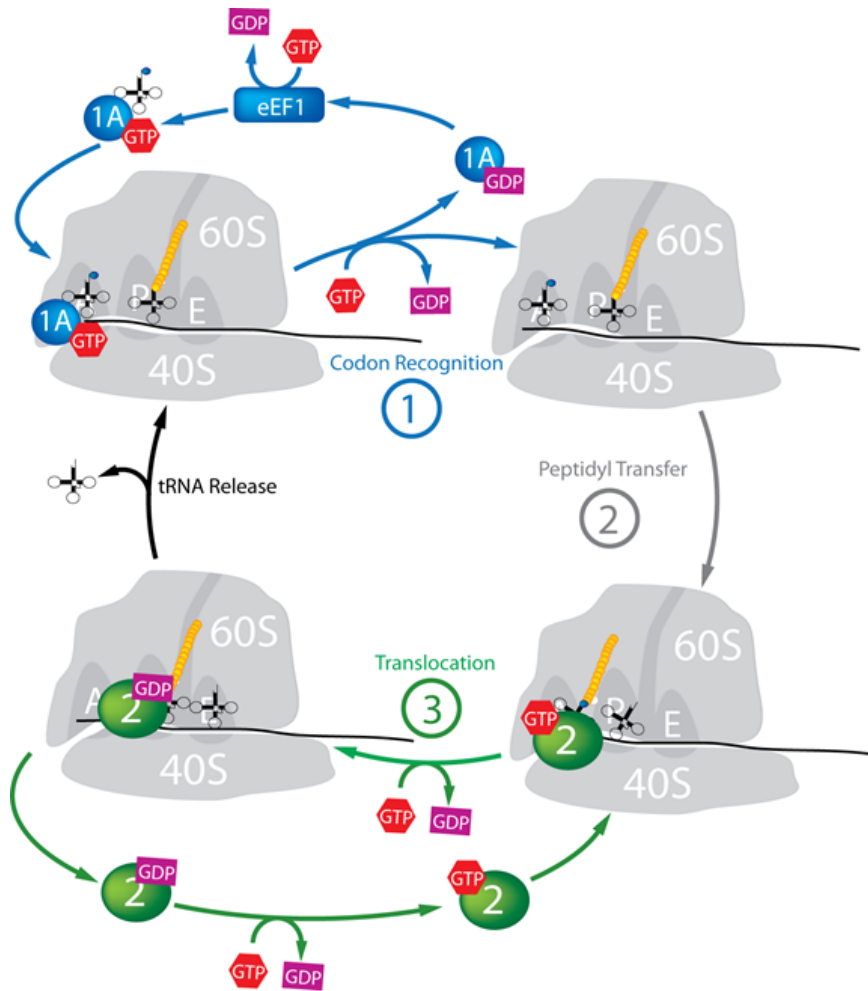 GDP
GTP
eEF1
1A
GTP
1A
GDP
60S
60S
A
P
E
A
P
E
1A
GTP
GTP
GDP
40S
40S
Codon Recognition
1
tRNA Release
Peptidyl Transfer
2
60S
60S
Translocation
3
A
GDP
2
E
GTP
2
P
E
40S
40S
GTP
GDP
2
GDP
GTP
2
GTP
GDP